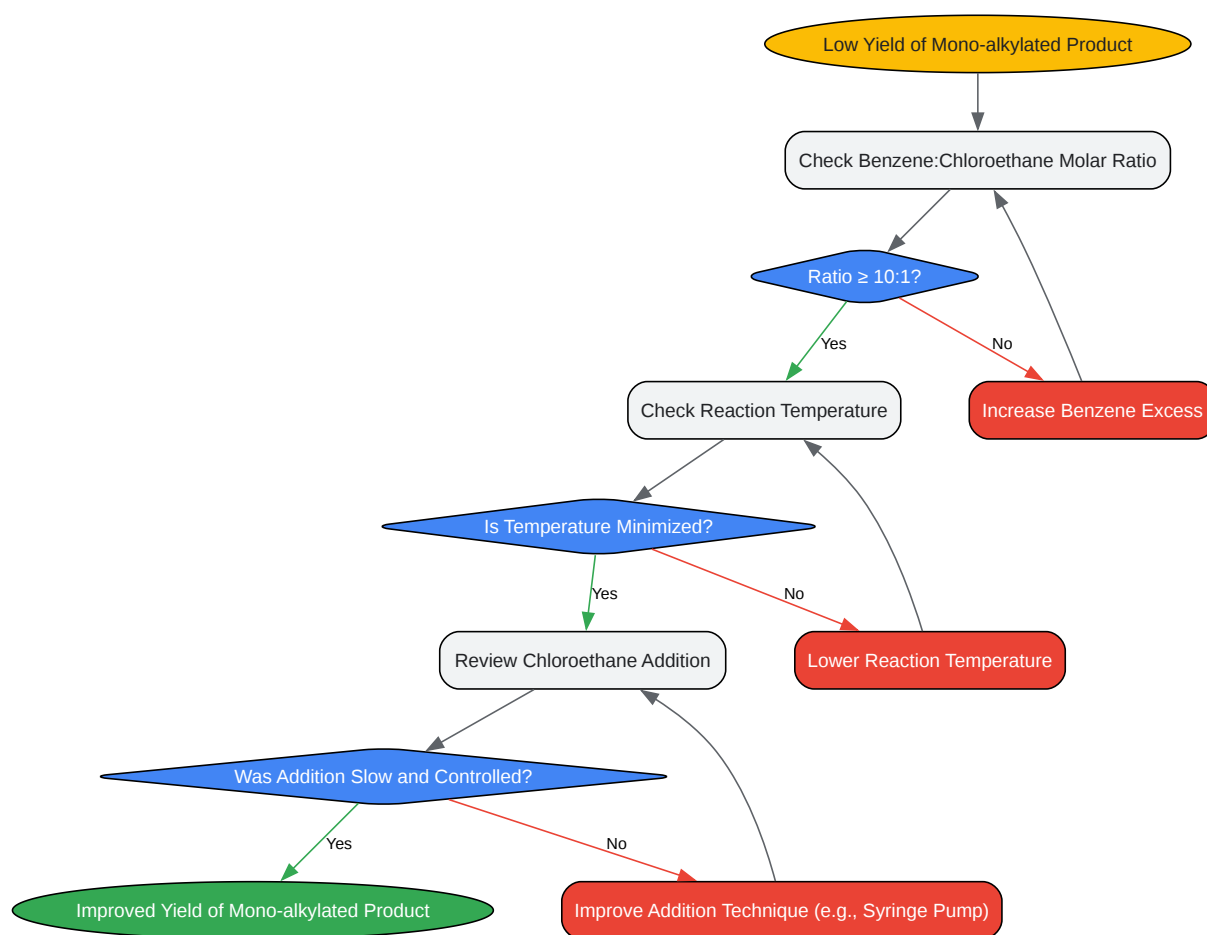 Low Yield of Mono-alkylated Product
Check Benzene:Chloroethane Molar Ratio
Ratio ≥ 10:1?
Yes
No
Check Reaction Temperature
Increase Benzene Excess
Is Temperature Minimized?
Yes
No
Review Chloroethane Addition
Lower Reaction Temperature
Was Addition Slow and Controlled?
Yes
No
Improved Yield of Mono-alkylated Product
Improve Addition Technique (e.g., Syringe Pump)